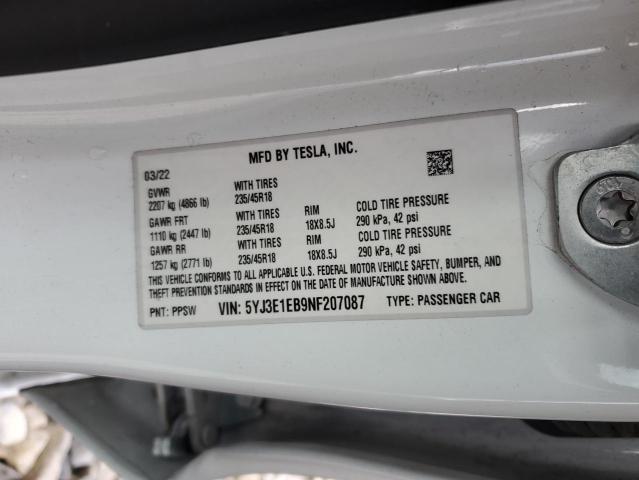 MFD BY TESLA, INC.
03/22
GVWR WITH TIRES
2207 kg (4866 lb) 235/45R18
GAWR FRT WITH TIRES RIM COLD TIRE PRESSURE
1110 kg (2447 lb) 235/45R18 18X8.5J 290 kPa, 42 psi
GAWR RR WITH TIRES RIM COLD TIRE PRESSURE
1257 kg (2771 lb) 235/45R18 18X8.5J 290 kPa, 42 psi
THIS VEHICLE CONFORMS TO ALL APPLICABLE U.S. FEDERAL MOTOR VEHICLE SAFETY, BUMPER, AND
THEFT PREVENTION STANDARDS IN EFFECT ON THE DATE OF MANUFACTURE SHOWN ABOVE.
PNT: PPSW VIN: 5YJ3E1EB9NF207087 TYPE: PASSENGER CAR